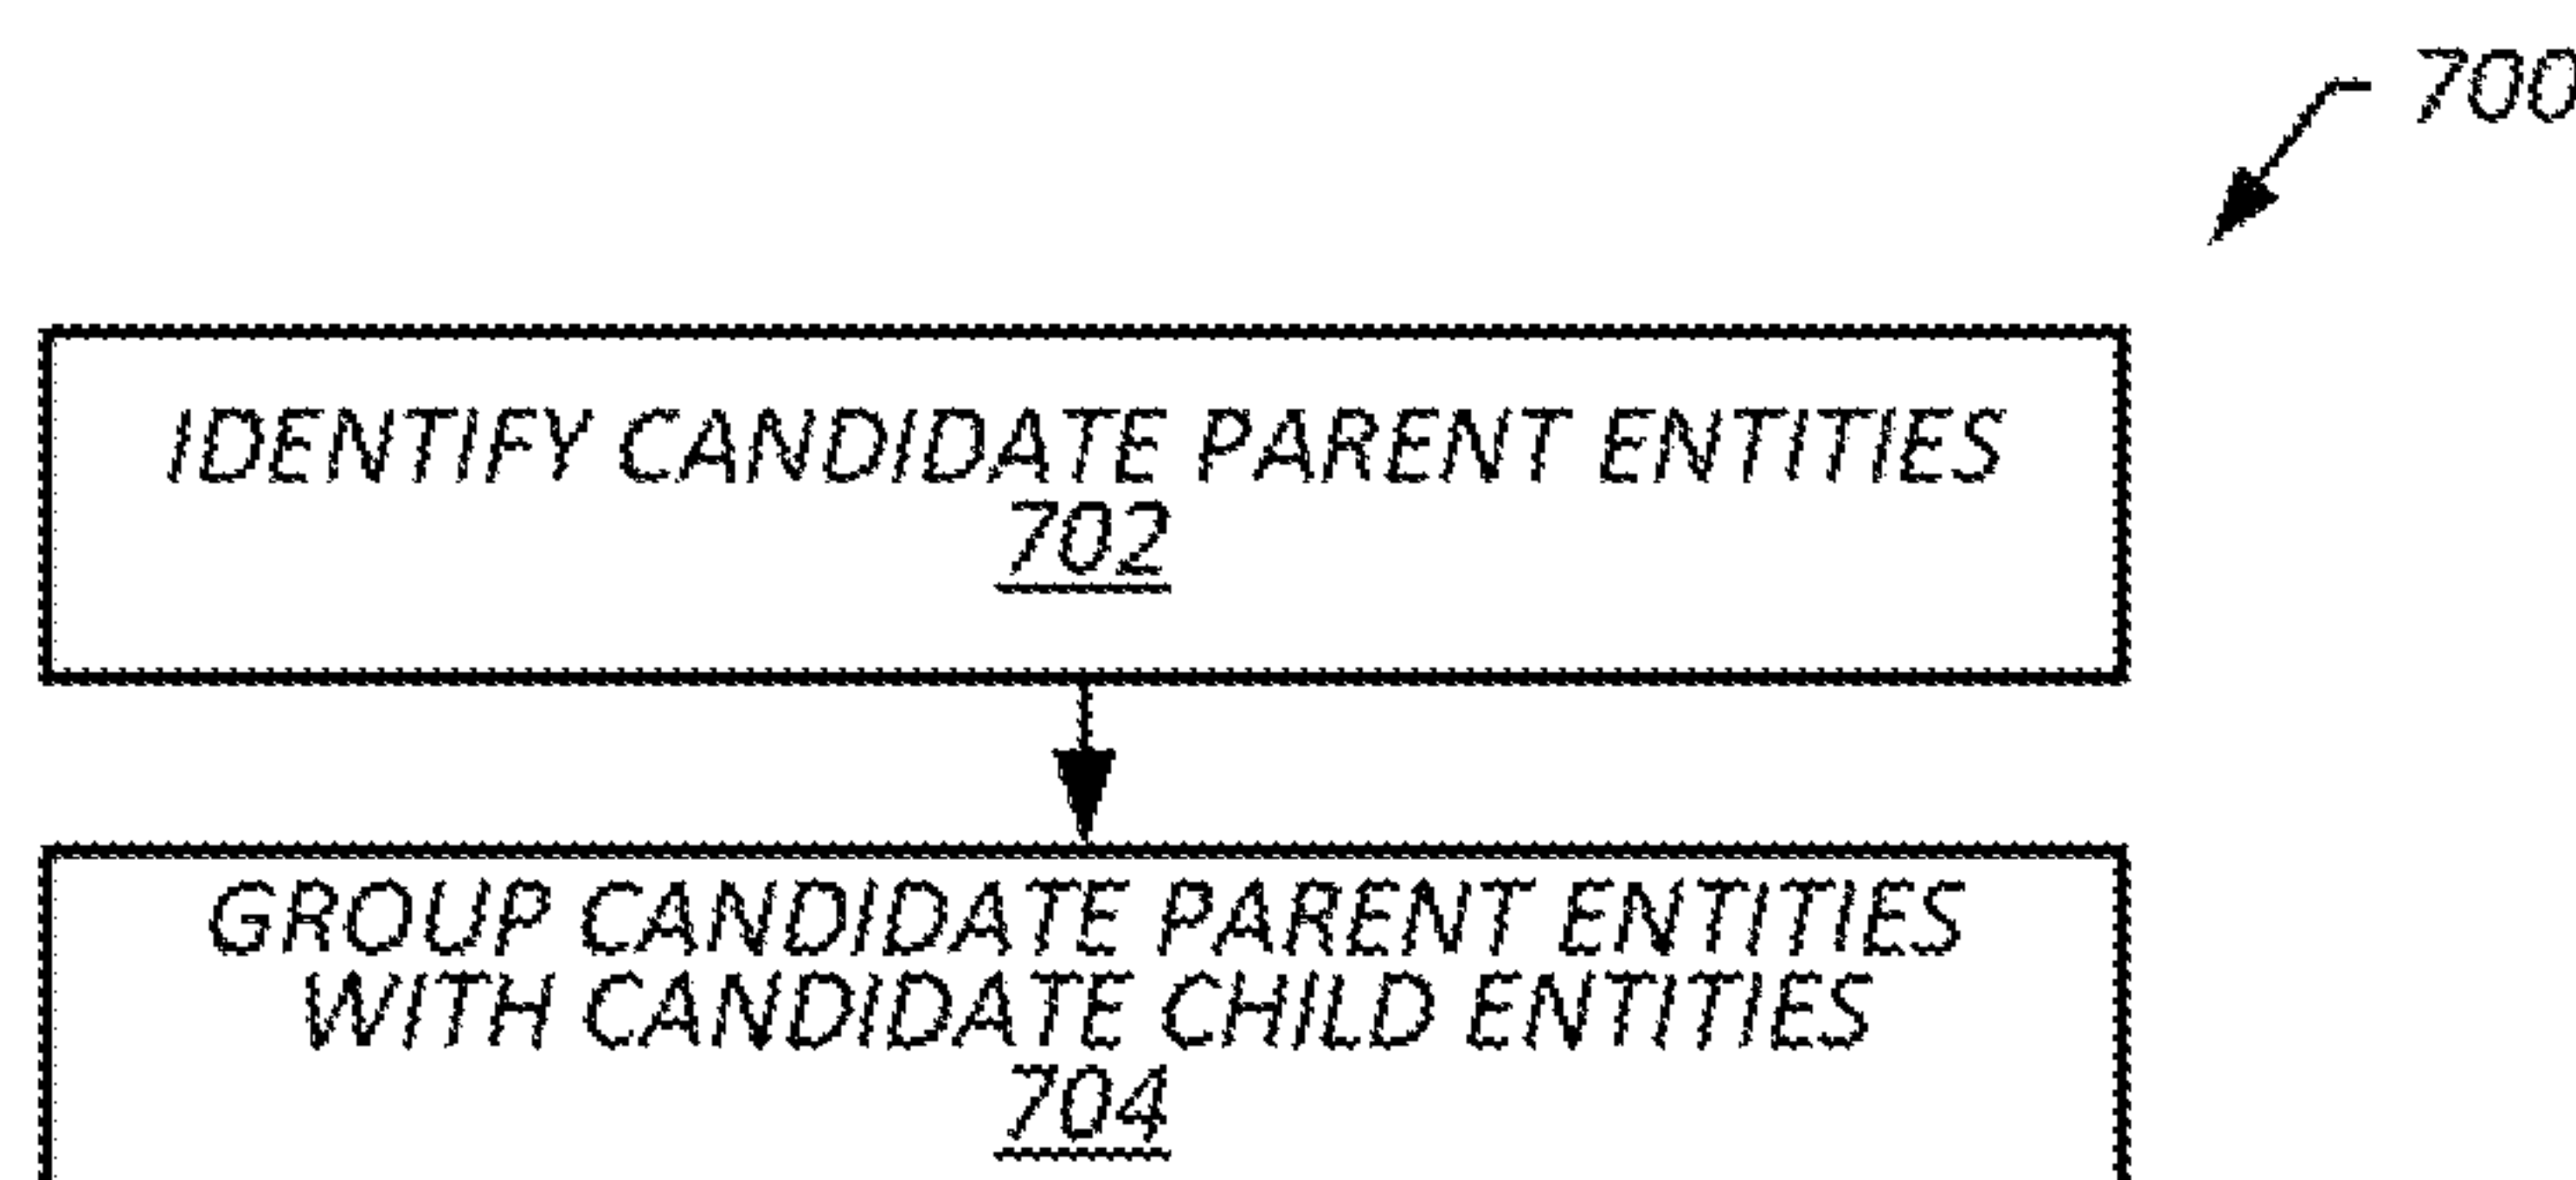 700
IDENTIFY CANDIDATE PARENT ENTITIES
702
GROUP CANDIDATE PARENT ENTITIES
WITH CANDIDATE CHILD ENTITIES
704